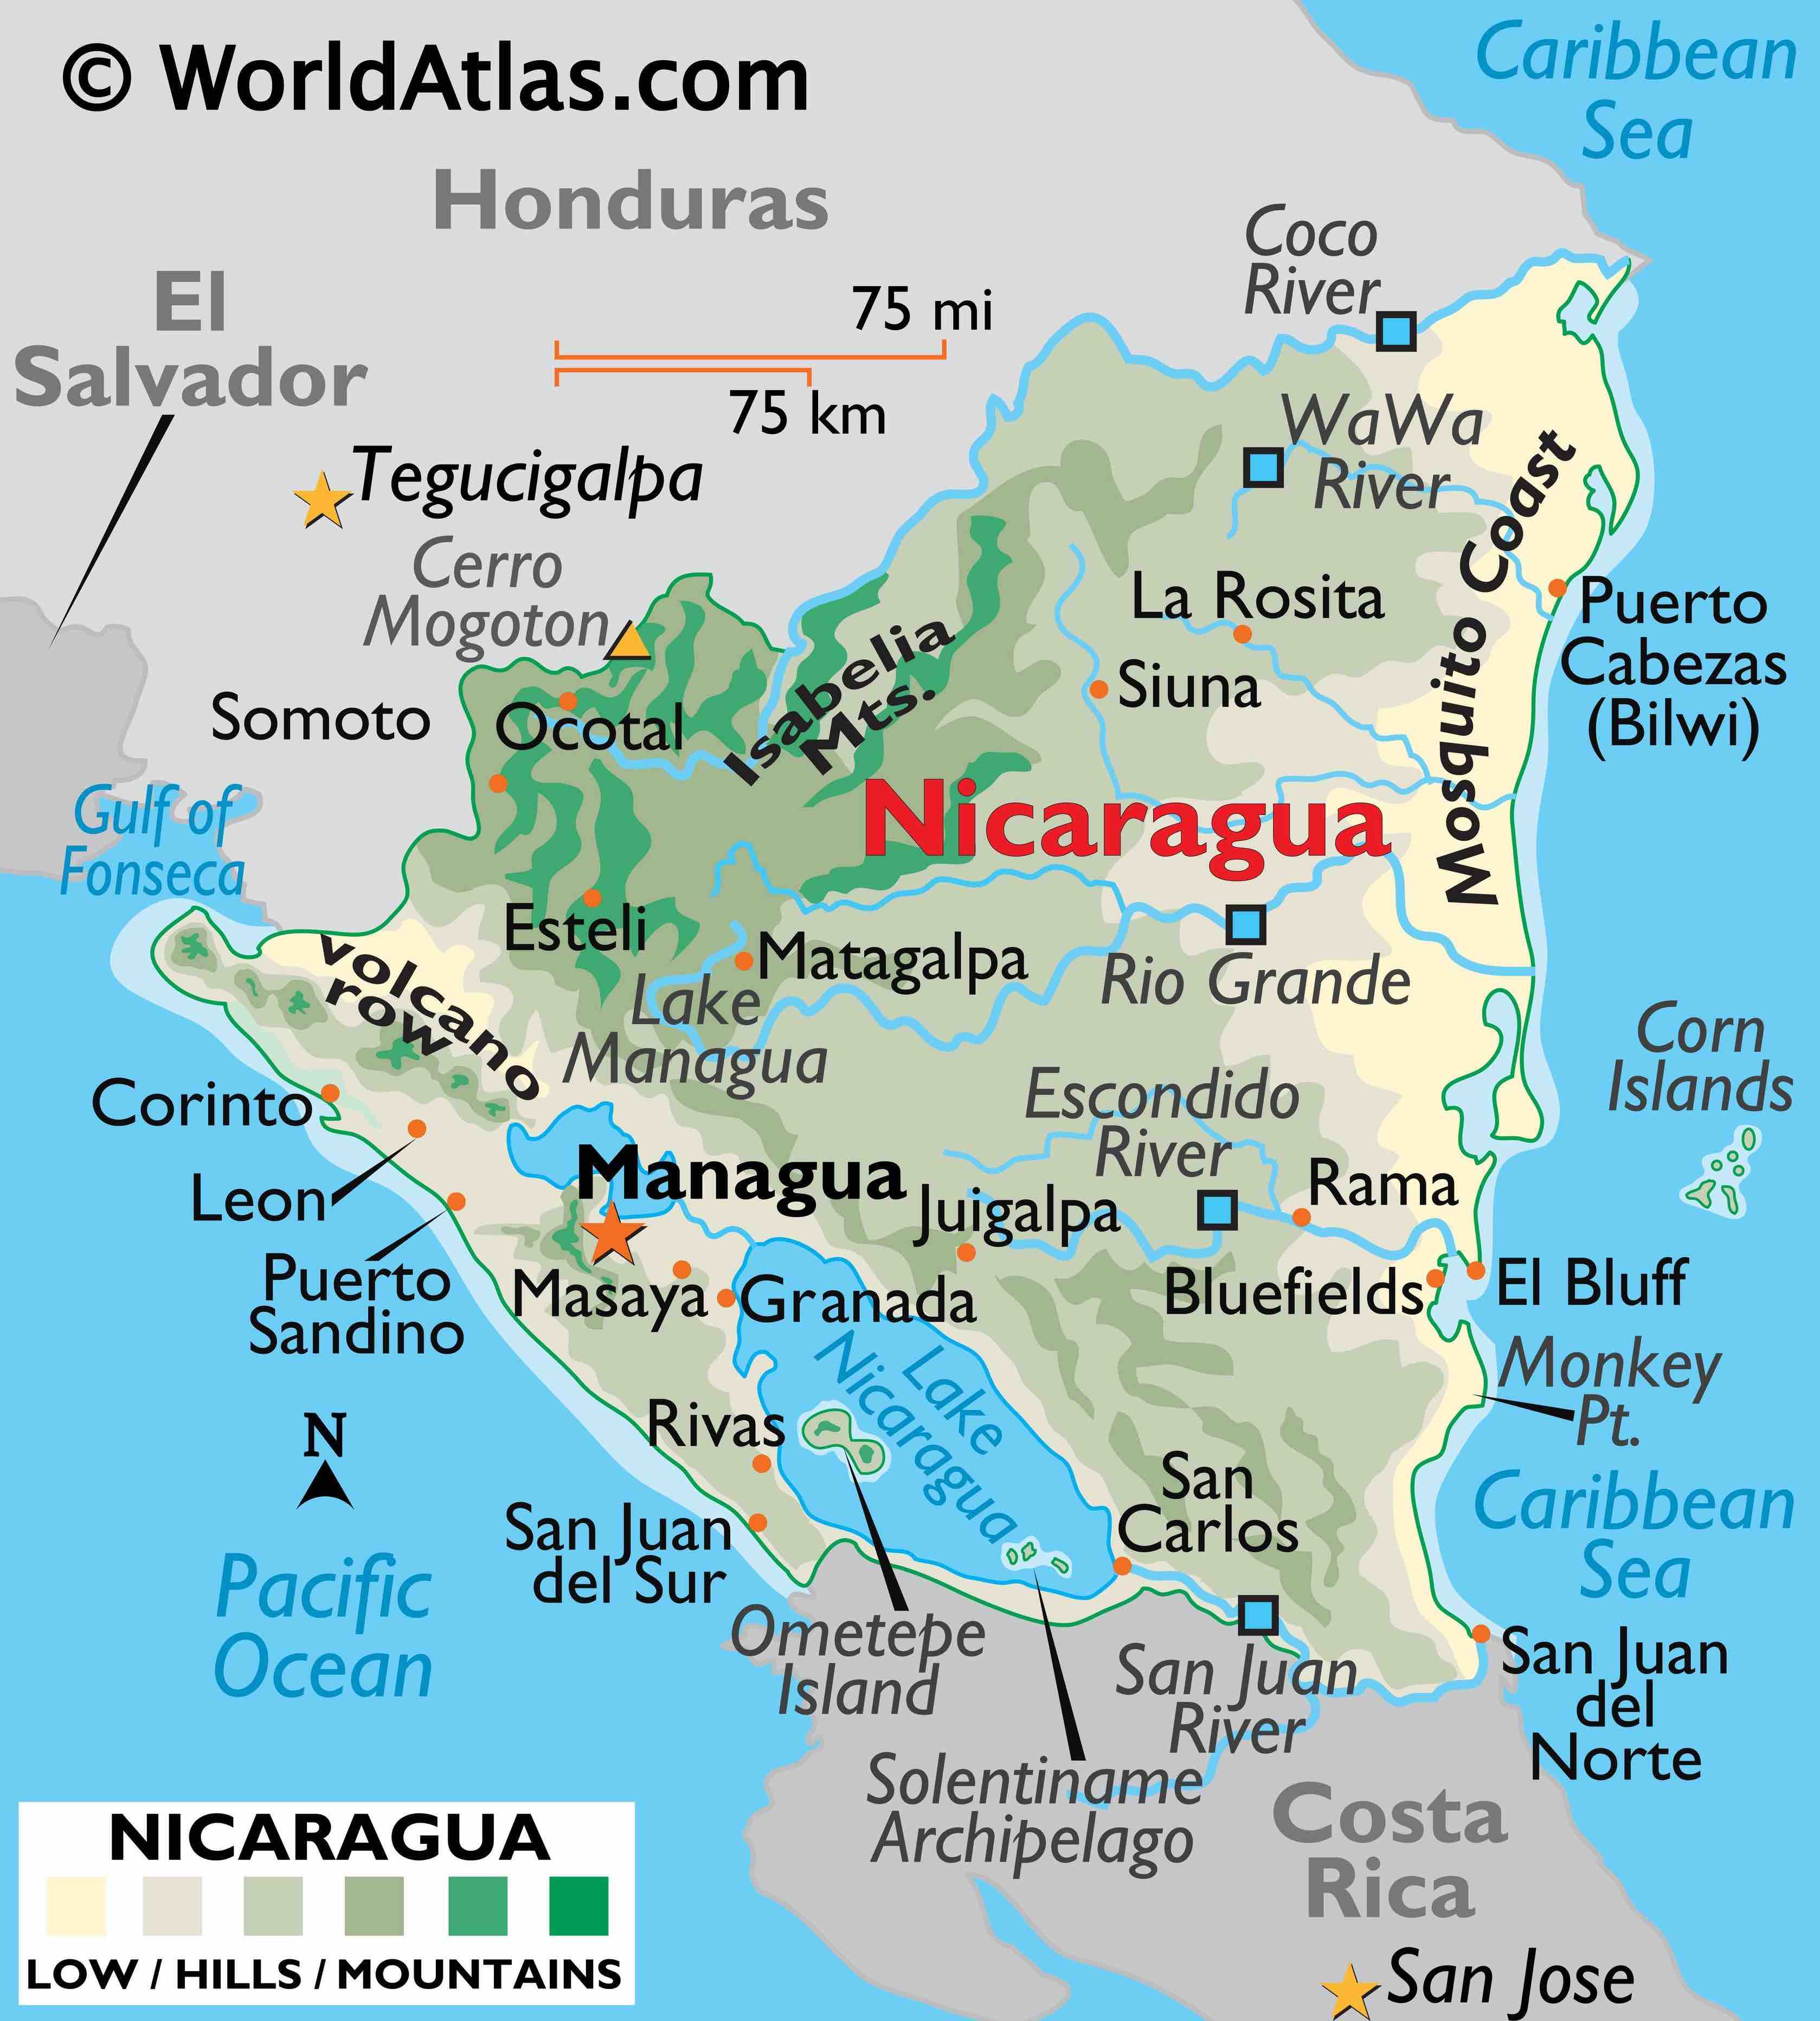 © WorldAtlas.com
Caribbean
Sea
Honduras
El
Salvador
Coco
River
75 mi
75 km
WaWa
River
Tegucigalpa
Cerro
Mogoton
Mosquito Coast
La Rosita
Puerto
Cabezas
(Bilwi)
Isabelia
Mts.
Siuna
Somoto
Ocotal
Nicaragua
Gulf of
Fonseca
Esteli
Matagalpa
Rio Grande
volcano
row
Lake
Managua
Corn
Islands
Corinto
Escondido
River
Managua
Leon
Juigalpa
Rama
Puerto
Sandino
Masaya
Granada
Bluefields
El Bluff
Monkey
Pt.
Lake
Nicaragua
Rivas
N
San
Carlos
Caribbean
Sea
San Juan
del Sur
Pacific
Ocean
Ometepe
Island
San Juan
River
San Juan
del
Norte
Solentiname
Archipelago
Costa
Rica
San Jose
NICARAGUA
LOW / HILLS / MOUNTAINS